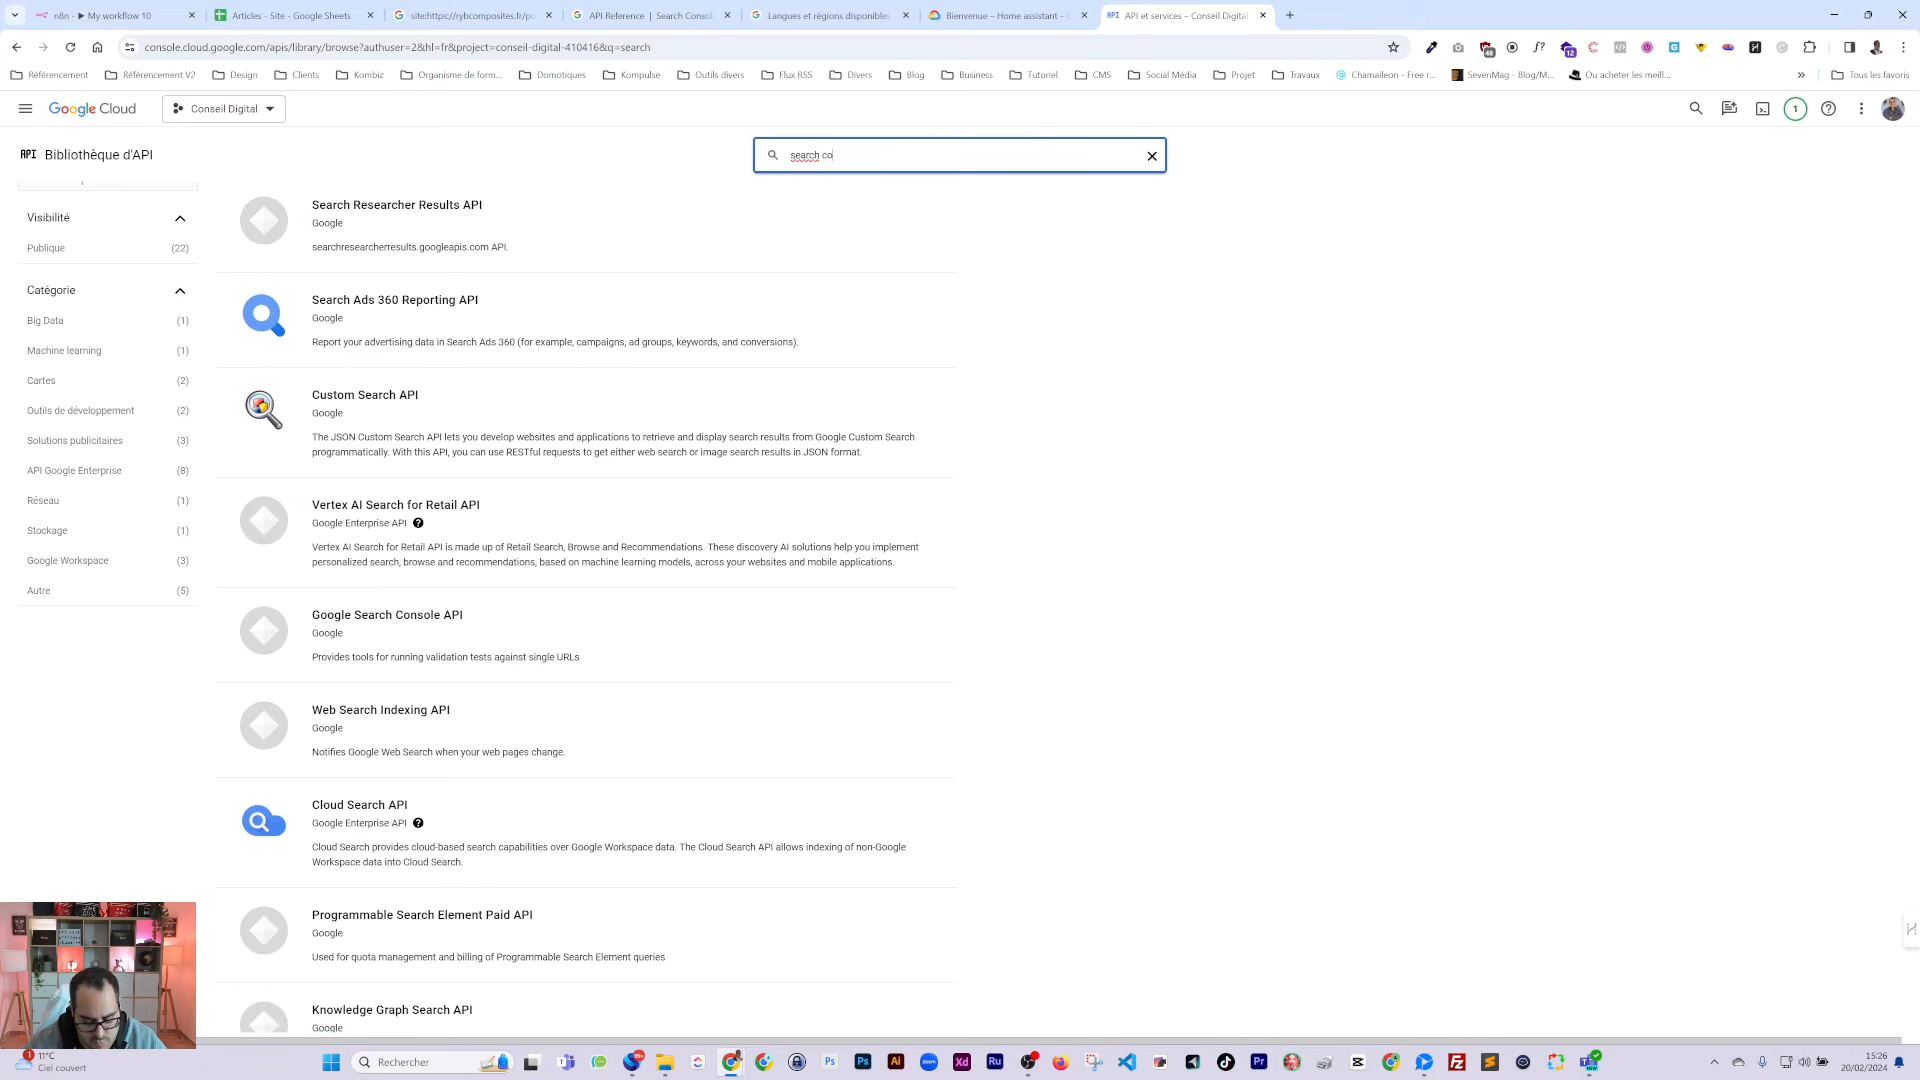 n8n - ▶ My workflow 10
Articles - Site - Google Sheets
site:https://rybcomposites.fr/po
API Reference | Search Consol
Langues et régions disponibles
Bienvenue – Home assistant – C
API et services – Conseil Digital
console.cloud.google.com/apis/library/browse?authuser=2&hl=fr&project=conseil-digital-410416&q=search
Référencement
Référencement V2
Design
Clients
Kombiz
Organisme de form...
Domotiques
Kompulse
Outils divers
Flux RSS
Divers
Blog
Business
Tutoriel
CMS
Social Média
Projet
Travaux
Chamaileon - Free r...
SevenMag - Blog/M...
Ou acheter les meill...
Tous les favoris
Google Cloud
Conseil Digital
1
API Bibliothèque d'API
search co
Visibilité
Publique (22)
Catégorie
Big Data (1)
Machine learning (1)
Cartes (2)
Outils de développement (2)
Solutions publicitaires (3)
API Google Enterprise (8)
Réseau (1)
Stockage (1)
Google Workspace (3)
Autre (5)
Search Researcher Results API
Google
searchresearcherresults.googleapis.com API.
Search Ads 360 Reporting API
Google
Report your advertising data in Search Ads 360 (for example, campaigns, ad groups, keywords, and conversions).
Custom Search API
Google
The JSON Custom Search API lets you develop websites and applications to retrieve and display search results from Google Custom Search
programmatically. With this API, you can use RESTful requests to get either web search or image search results in JSON format.
Vertex AI Search for Retail API
Google Enterprise API
Vertex AI Search for Retail API is made up of Retail Search, Browse and Recommendations. These discovery AI solutions help you implement
personalized search, browse and recommendations, based on machine learning models, across your websites and mobile applications.
Google Search Console API
Google
Provides tools for running validation tests against single URLs
Web Search Indexing API
Google
Notifies Google Web Search when your web pages change.
Cloud Search API
Google Enterprise API
Cloud Search provides cloud-based search capabilities over Google Workspace data. The Cloud Search API allows indexing of non-Google
Workspace data into Cloud Search.
Programmable Search Element Paid API
Google
Used for quota management and billing of Programmable Search Element queries
Knowledge Graph Search API
Google
11°C
Ciel couvert
Rechercher
15:26
20/02/2024